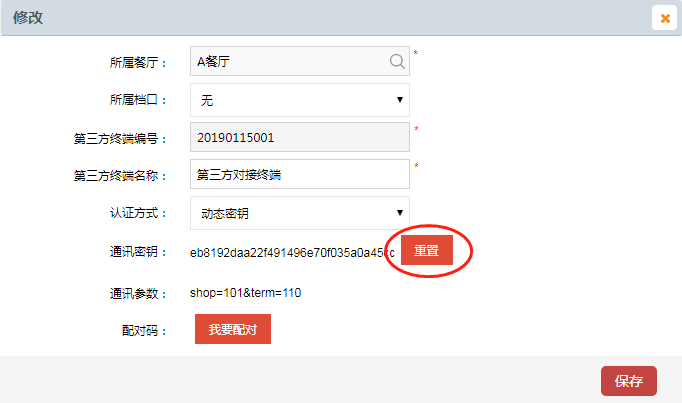 修改
所属餐厅： A餐厅 *
所属档口： 无
第三方终端编号： 20190115001 *
第三方终端名称： 第三方对接终端 *
认证方式： 动态密钥
通讯密钥： eb8192daa22f491496e70f035a0a45cc 重置
通讯参数： shop=101&term=110
配对码： 我要配对
保存